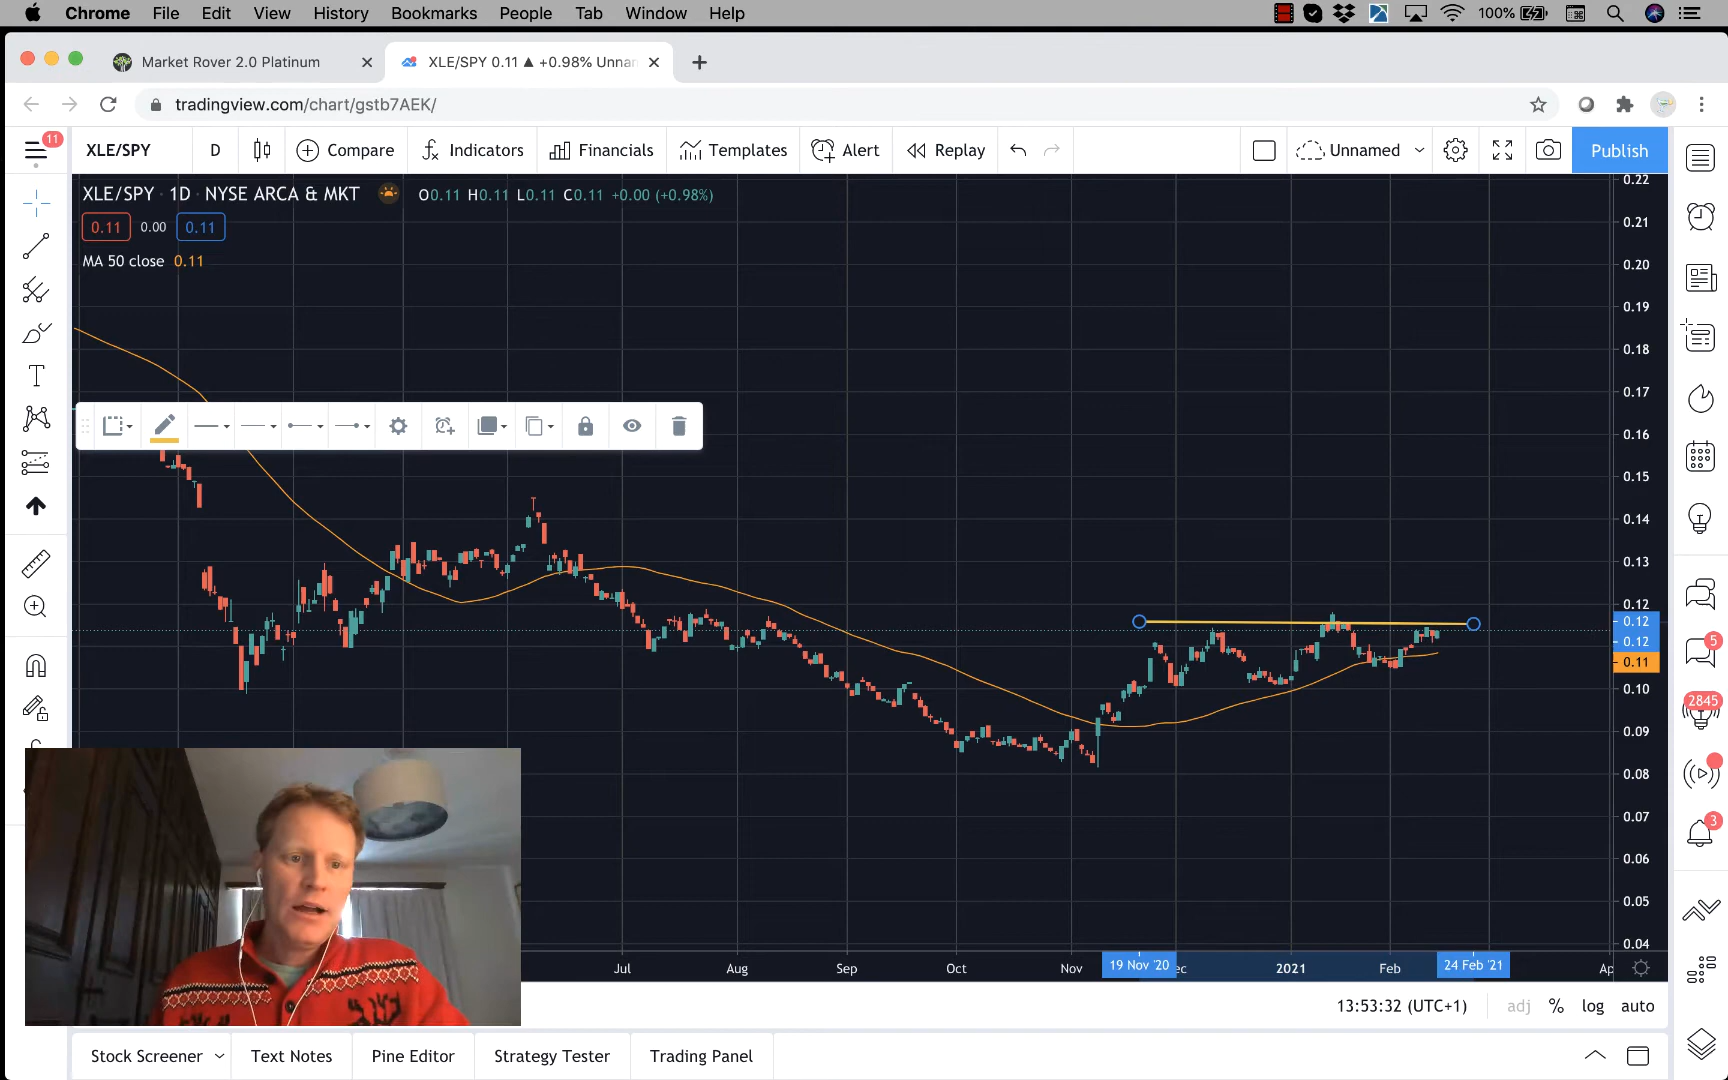 Chrome File Edit View History Bookmarks People Tab Window Help 100%
Market Rover 2.0 Platinum XLE/SPY 0.11 ▲ +0.98% Unnar
tradingview.com/chart/gstb7AEK/
11 XLE/SPY D Compare Indicators Financials Templates Alert Replay Unnamed Publish
XLE/SPY · 1D · NYSE ARCA & MKT O0.11 H0.11 L0.11 C0.11 +0.00 (+0.98%)
0.11 0.00 0.11
MA 50 close 0.11
0.22
0.21
0.20
0.19
0.18
0.17
0.16
0.15
0.14
0.13
0.12
0.12
0.12
0.11
0.10
0.09
0.08
0.07
0.06
0.05
0.04
5
2845
3
Jul Aug Sep Oct Nov 19 Nov '20 ec 2021 Feb 24 Feb '21 Ap
13:53:32 (UTC+1) adj % log auto
Stock Screener Text Notes Pine Editor Strategy Tester Trading Panel